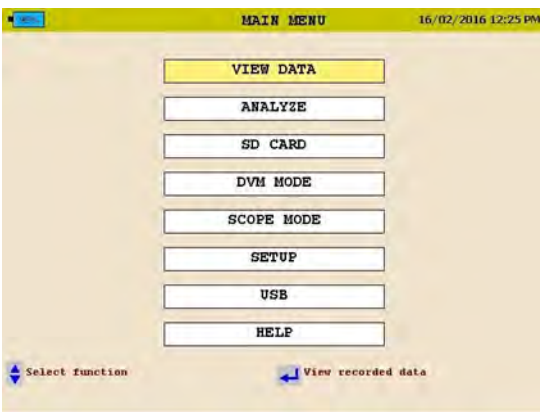 MAIN MENU 16/02/2016 12:25 PM
VIEW DATA
ANALYZE
SD CARD
DVM MODE
SCOPE MODE
SETUP
USB
HELP
Select function View recorded data